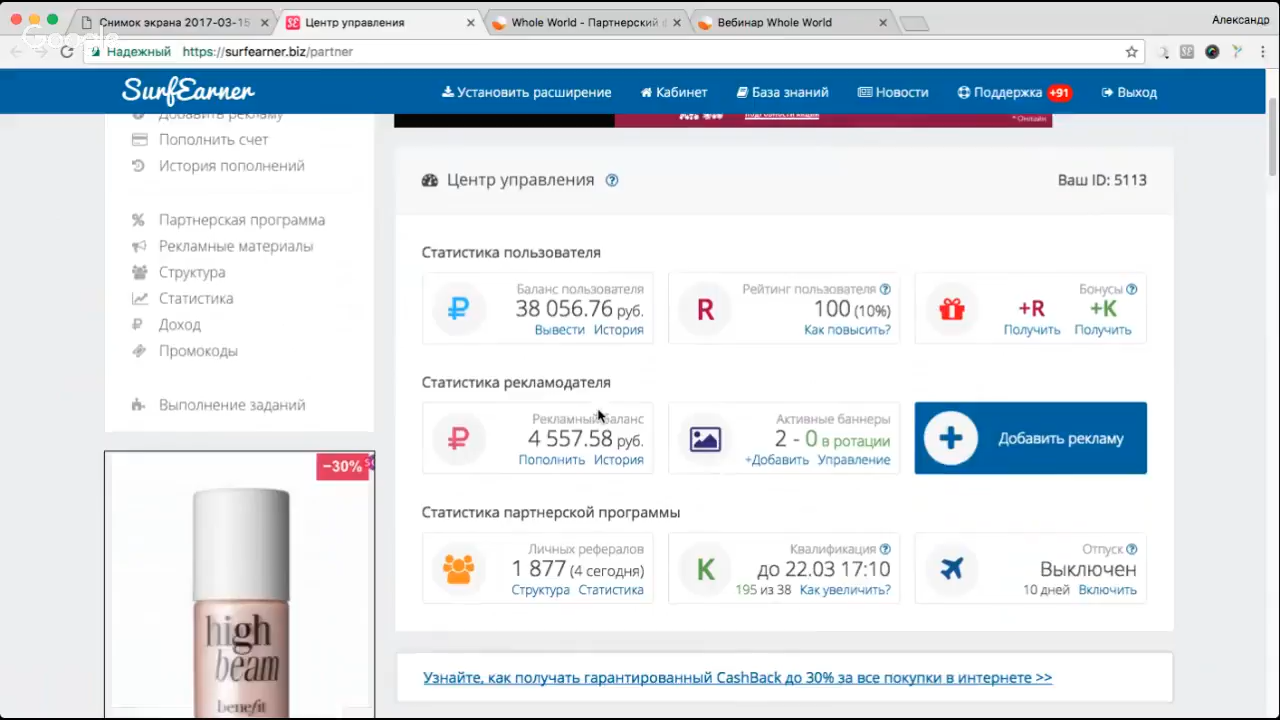 Снимок экрана 2017-03-15
Центр управления
Whole World - Партнерский
Вебинар Whole World
Александр
Google
Надежный
https://surfearner.biz/partner
SurfEarner
Установить расширение
Кабинет
База знаний
Новости
Поддержка +91
Выход
Добавить рекламу
Пополнить счет
История пополнений
Партнерская программа
Рекламные материалы
Структура
Статистика
Доход
Промокоды
Выполнение заданий
Центр управления
Ваш ID: 5113
Статистика пользователя
Баланс пользователя
38 056.76 руб.
Вывести История
R
Рейтинг пользователя
100 (10%)
Как повысить?
Бонусы
+R +K
Получить Получить
Статистика рекламодателя
Рекламный баланс
4 557.58 руб.
Пополнить История
Активные баннеры
2 - 0 в ротации
+Добавить Управление
Добавить рекламу
Статистика партнерской программы
Личных рефералов
1 877 (4 сегодня)
Структура Статистика
K
Квалификация
до 22.03 17:10
195 из 38 Как увеличить?
Отпуск
Выключен
10 дней Включить
Узнайте, как получать гарантированный CashBack до 30% за все покупки в интернете >>
−30%
high
beam
benefit